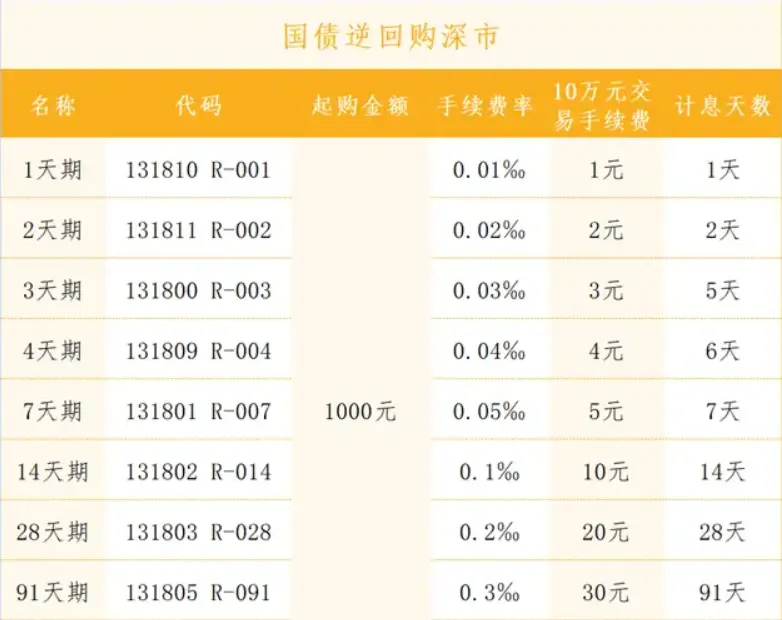 国债逆回购深市
名称 代码 起购金额 手续费率 10万元交易手续费 计息天数
1天期 131810 R-001 0.01‰ 1元 1天
2天期 131811 R-002 0.02‰ 2元 2天
3天期 131800 R-003 0.03‰ 3元 5天
4天期 131809 R-004 0.04‰ 4元 6天
7天期 131801 R-007 1000元 0.05‰ 5元 7天
14天期 131802 R-014 0.1‰ 10元 14天
28天期 131803 R-028 0.2‰ 20元 28天
91天期 131805 R-091 0.3‰ 30元 91天